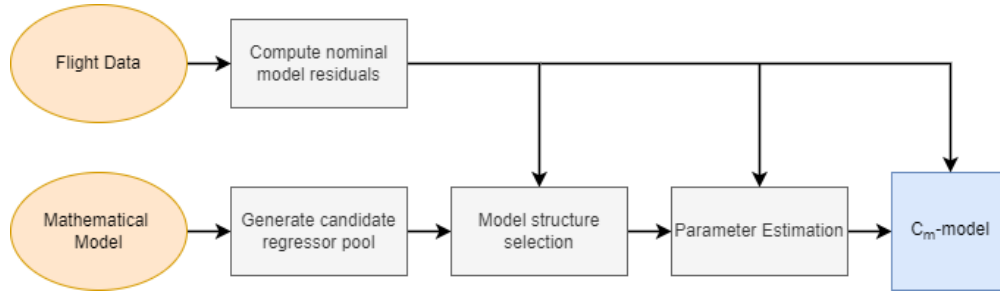 Flight Data
Compute nominal
model residuals
Mathematical
Model
Generate candidate
regressor pool
Model structure
selection
Parameter Estimation
Cₘ-model